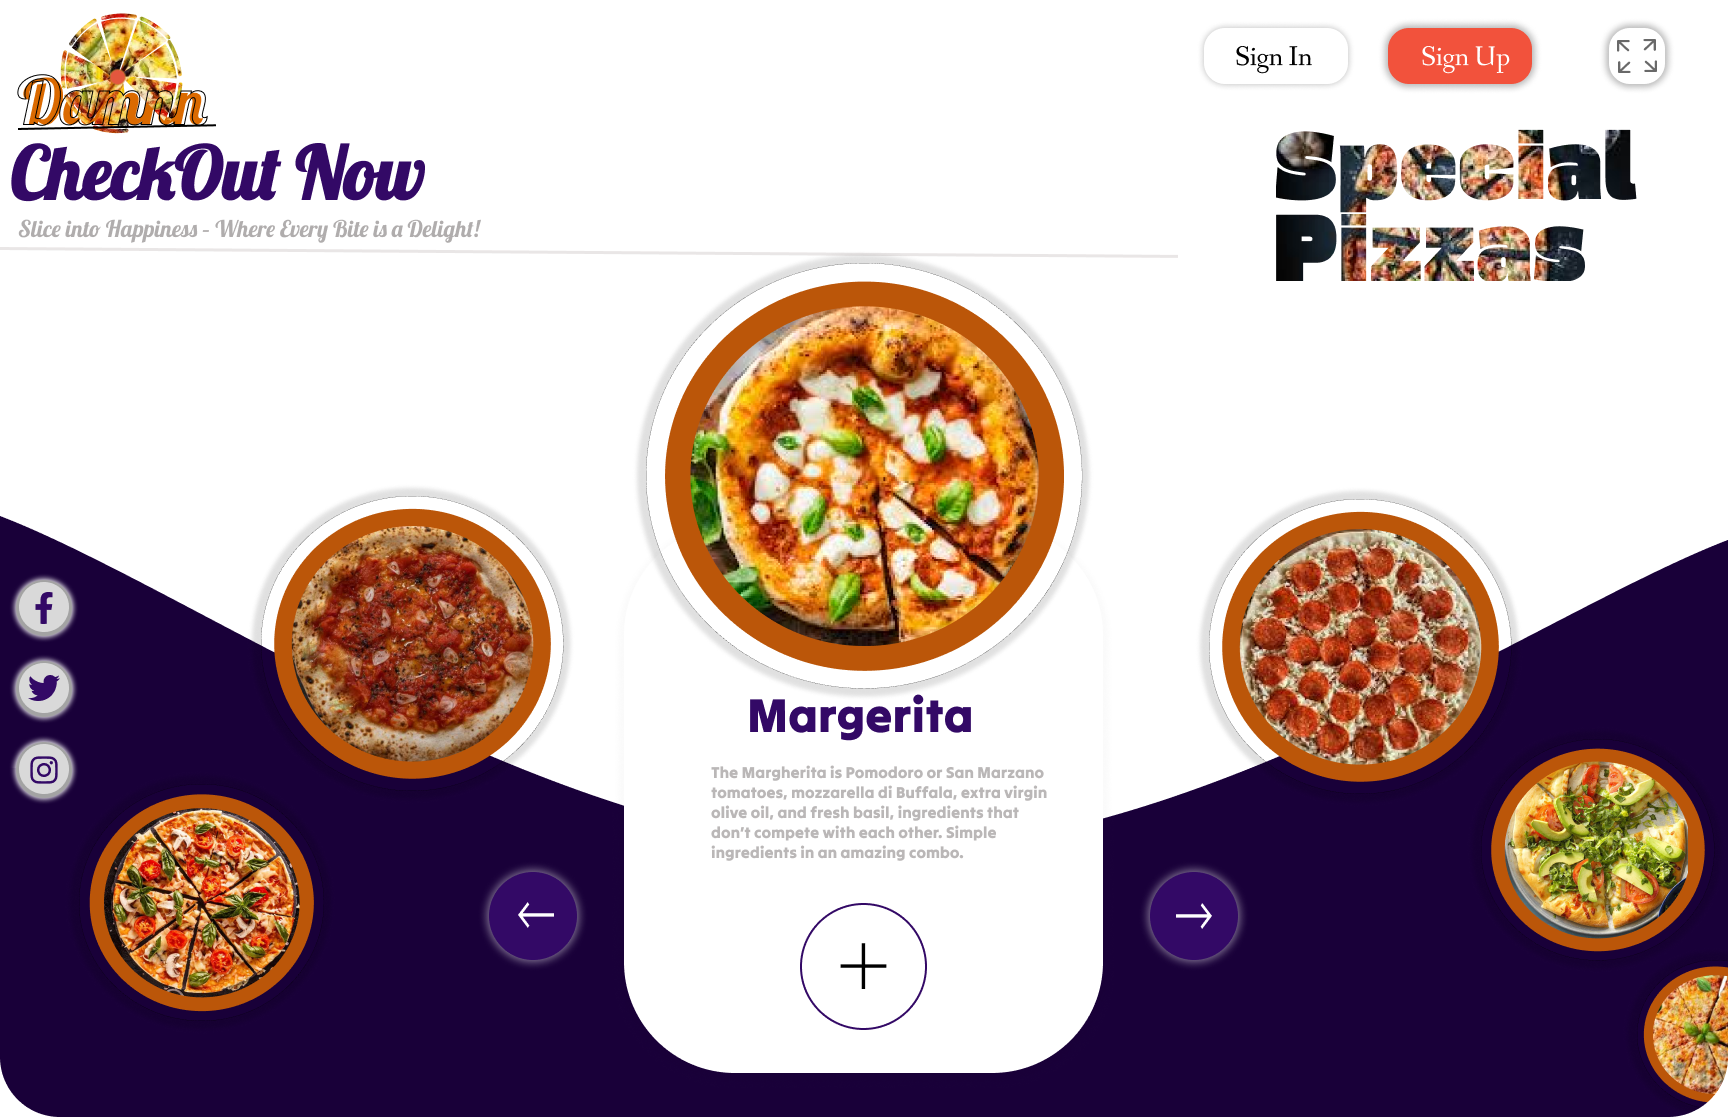 Damnn
CheckOut Now
Slice into Happiness - Where Every Bite is a Delight!
Sign In
Sign Up
Special
Pizzas
Margerita
The Margherita is Pomodoro or San Marzano
tomatoes, mozzarella di Buffala, extra virgin
olive oil, and fresh basil, ingredients that
don't compete with each other. Simple
ingredients in an amazing combo.